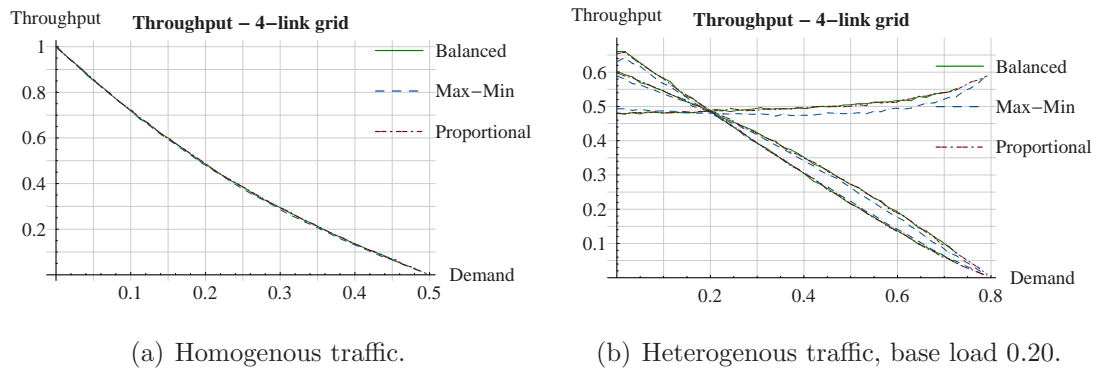 Throughput
Throughput – 4–link grid
1
0.8
0.6
0.4
0.2
0.1
0.2
0.3
0.4
0.5
Demand
Balanced
Max–Min
Proportional
(a) Homogenous traffic.
Throughput
Throughput – 4–link grid
0.6
0.5
0.4
0.3
0.2
0.1
0.2
0.4
0.6
0.8
Demand
Balanced
Max–Min
Proportional
(b) Heterogenous traffic, base load 0.20.